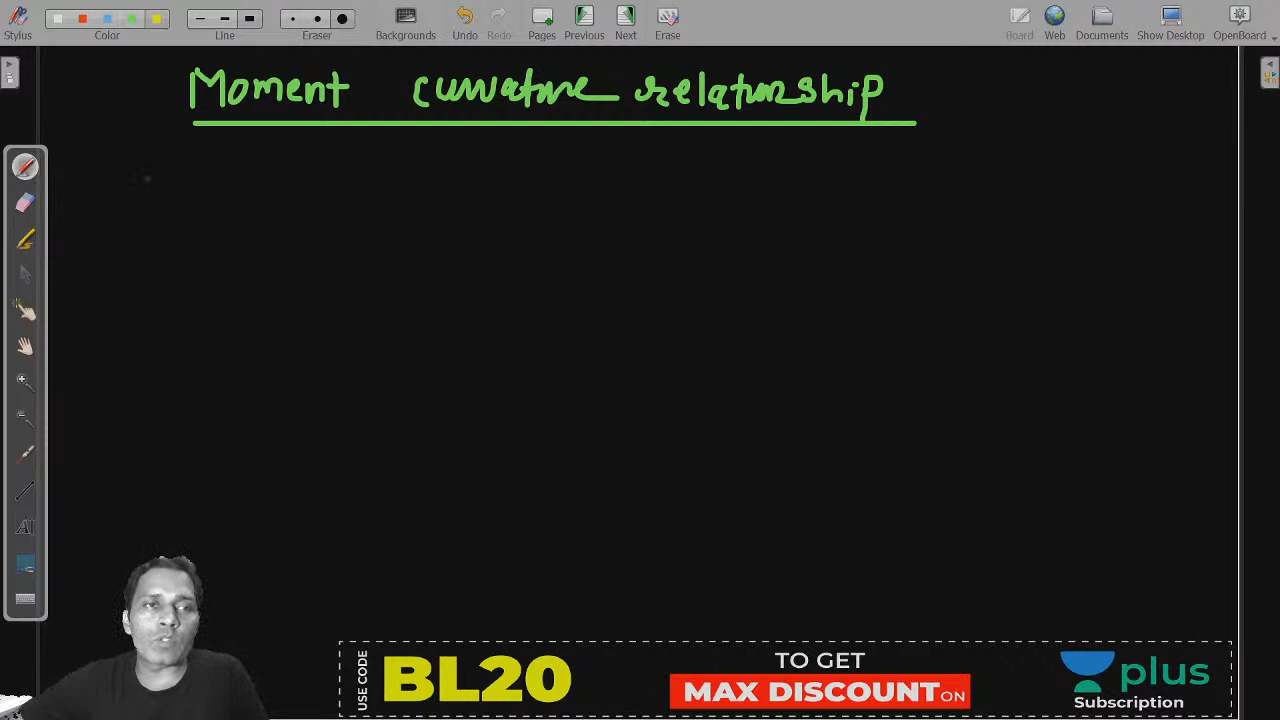 Stylus Color Line Eraser Backgrounds Undo Redo Pages Previous Next Erase Board Web Documents Show Desktop OpenBoard
Moment curvature relationship
USE CODE
BL20
TO GET
MAX DISCOUNT ON
plus
Subscription